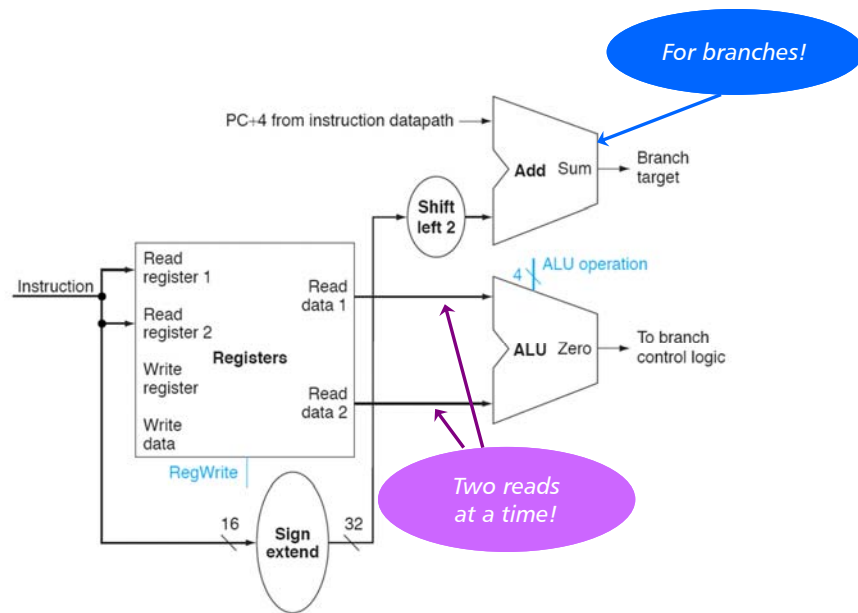 For branches!
PC+4 from instruction datapath
Add Sum
Branch
target
Shift
left 2
4
ALU operation
Instruction
Read
register 1
Read
data 1
Read
register 2
Registers
Write
register
Write
data
Read
data 2
ALU Zero
To branch
control logic
RegWrite
Two reads
at a time!
16
Sign
extend
32